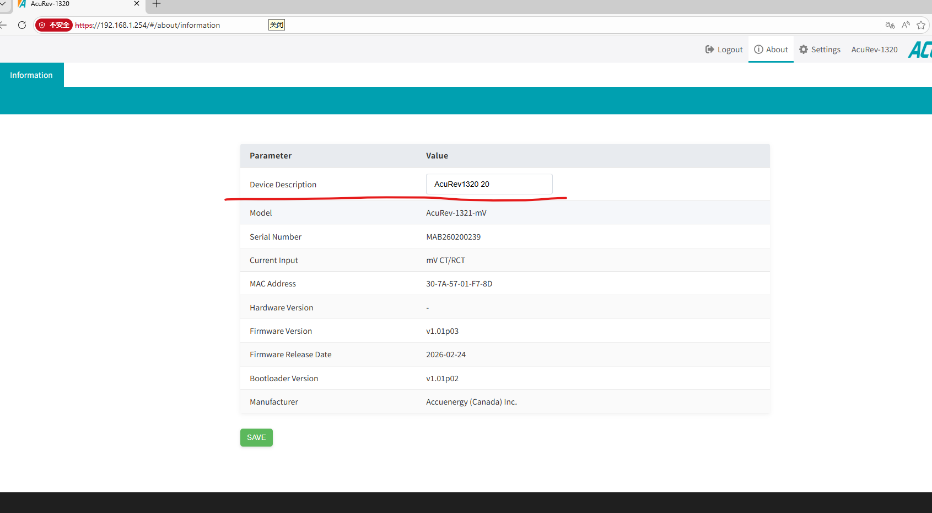 AcuRev-1320
不安全 https://192.168.1.254/#/about/information 关闭
Logout About Settings AcuRev-1320
Information
Parameter Value
Device Description AcuRev1320 20
Model AcuRev-1321-mV
Serial Number MAB260200239
Current Input mV CT/RCT
MAC Address 30-7A-57-01-F7-8D
Hardware Version -
Firmware Version v1.01p03
Firmware Release Date 2026-02-24
Bootloader Version v1.01p02
Manufacturer Accuenergy (Canada) Inc.
SAVE